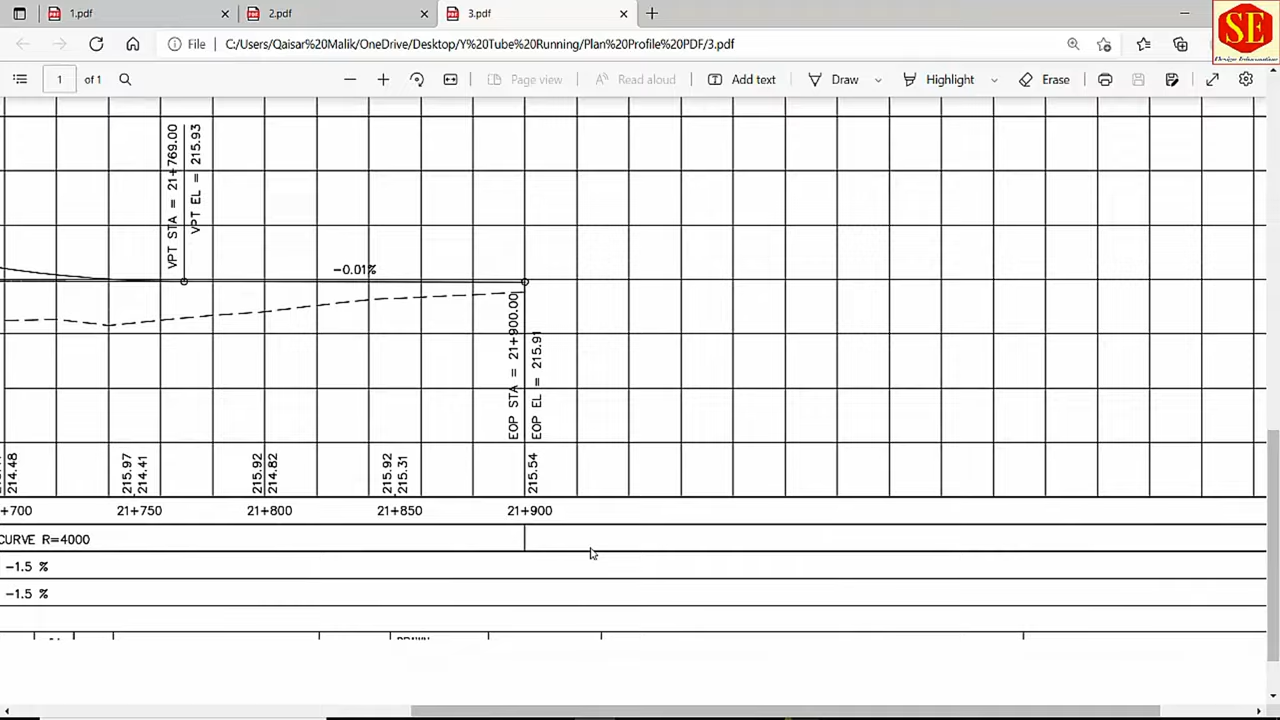 1.pdf
2.pdf
3.pdf
SE
Design Information
File
C:/Users/Qaisar%20Malik/OneDrive/Desktop/Y%20Tube%20Running/Plan%20Profile%20PDF/3.pdf
1 of 1
Page view
Read aloud
Add text
Draw
Highlight
Erase
VPT STA = 21+769.00
VPT EL = 215.93
-0.01%
EOP STA = 21+900.00
EOP EL = 215.91
214.48
215.97
214.41
215.92
214.82
215.92
215.31
215.54
+700
21+750
21+800
21+850
21+900
CURVE R=4000
-1.5 %
-1.5 %